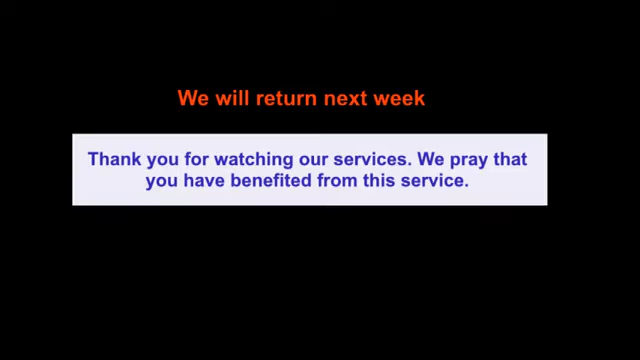 We will return next week
Thank you for watching our services. We pray that
you have benefited from this service.